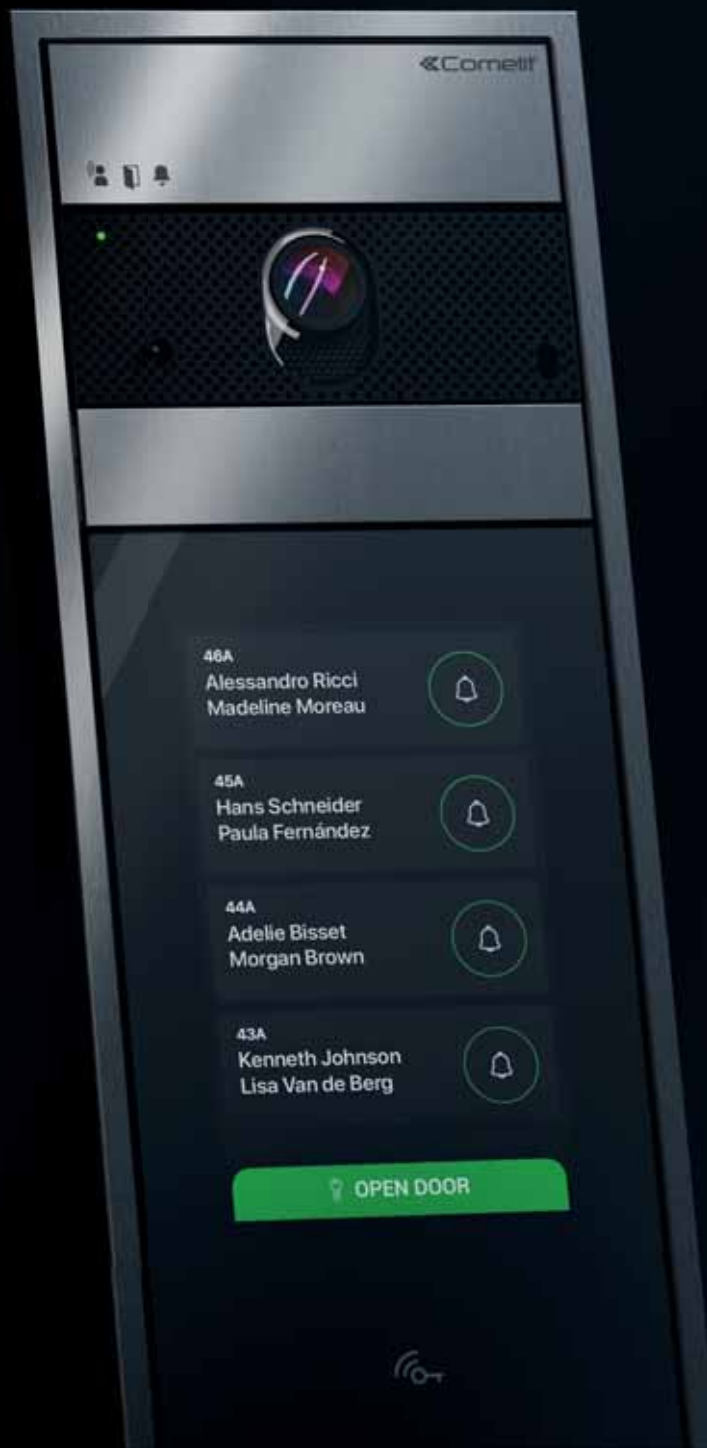 Comelit
46A
Alessandro Ricci
Madeline Moreau
45A
Hans Schneider
Paula Fernández
44A
Adelie Bisset
Morgan Brown
43A
Kenneth Johnson
Lisa Van de Berg
OPEN DOOR